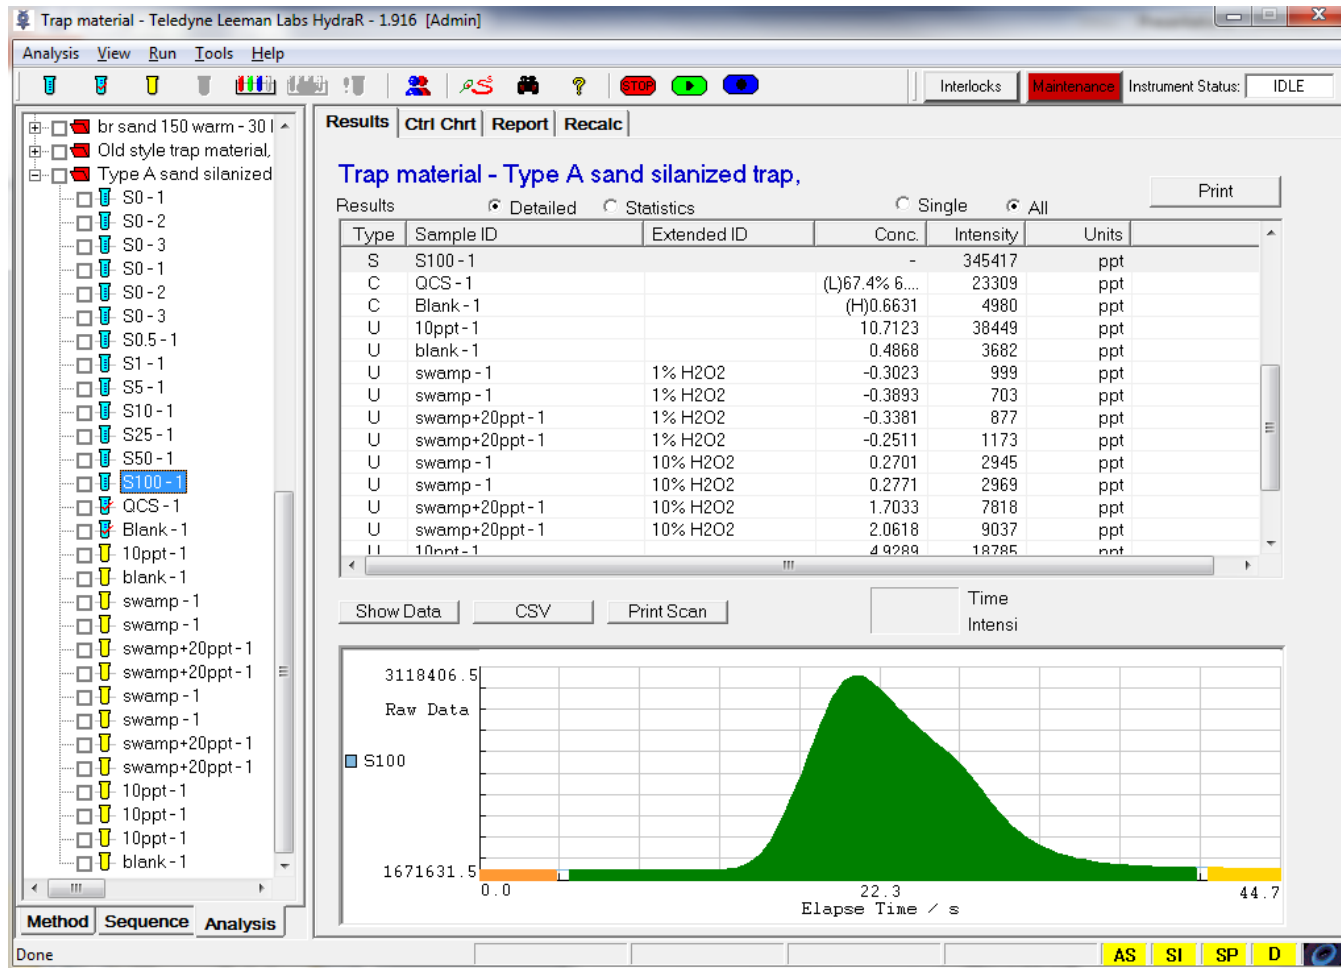 Trap material - Teledyne Leeman Labs HydraR - 1.916 [Admin]
Analysis View Run Tools Help
STOP Interlocks Maintenance Instrument Status: IDLE
br sand 150 warm - 30
Old style trap material,
Type A sand silanized
S0 - 1
S0 - 2
S0 - 3
S0 - 1
S0 - 2
S0 - 3
S0.5 - 1
S1 - 1
S5 - 1
S10 - 1
S25 - 1
S50 - 1
S100 - 1
QCS - 1
Blank - 1
10ppt - 1
blank - 1
swamp - 1
swamp - 1
swamp+20ppt - 1
swamp+20ppt - 1
swamp - 1
swamp - 1
swamp+20ppt - 1
swamp+20ppt - 1
10ppt - 1
10ppt - 1
10ppt - 1
blank - 1
Method Sequence Analysis
Results Ctrl Chrt Report Recalc
Trap material - Type A sand silanized trap,
Print
Results Detailed Statistics Single All
Type Sample ID Extended ID Conc. Intensity Units
S S100 - 1 - 345417 ppt
C QCS - 1 (L)67.4% 6.... 23309 ppt
C Blank - 1 (H)0.6631 4980 ppt
U 10ppt - 1 10.7123 38449 ppt
U blank - 1 0.4868 3682 ppt
U swamp - 1 1% H2O2 -0.3023 999 ppt
U swamp - 1 1% H2O2 -0.3893 703 ppt
U swamp+20ppt - 1 1% H2O2 -0.3381 877 ppt
U swamp+20ppt - 1 1% H2O2 -0.2511 1173 ppt
U swamp - 1 10% H2O2 0.2701 2945 ppt
U swamp - 1 10% H2O2 0.2771 2969 ppt
U swamp+20ppt - 1 10% H2O2 1.7033 7818 ppt
U swamp+20ppt - 1 10% H2O2 2.0618 9037 ppt
U 10ppt - 1 4.9289 18785 ppt
Show Data CSV Print Scan
Time
Intensi
3118406.5
Raw Data
S100
1671631.5
0.0 22.3 44.7
Elapse Time / s
Done AS SI SP D